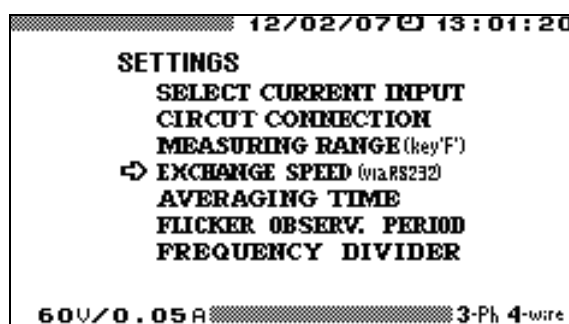 12/02/07 13:01:20
SETTINGS
SELECT CURRENT INPUT
CIRCUT CONNECTION
MEASURING RANGE (key'F')
EXCHANGE SPEED (via RS232)
AVERAGING TIME
FLICKER OBSERV. PERIOD
FREQUENCY DIVIDER
60V/0.05A 3-Ph 4-wire